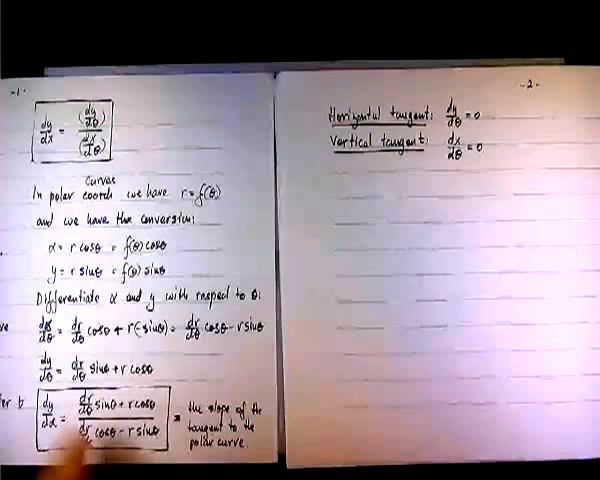 -1-
dy/dx = (dy/dθ)/(dx/dθ)
Curves
In polar coord we have r = f(θ)
and we have the conversion:
x = r cosθ = f(θ) cosθ
y = r sinθ = f(θ) sinθ
Differentiate x and y with respect to θ:
dx/dθ = dr/dθ cosθ + r(-sinθ) = dr/dθ cosθ - r sinθ
dy/dθ = dr/dθ sinθ + r cosθ
dy/dx = (dr/dθ sinθ + r cosθ)/(dr/ cosθ - r sinθ) = the slope of the
tangent to the
polar curve.
-2-
Horizontal tangent: dy/dθ = 0
Vertical tangent: dx/dθ = 0